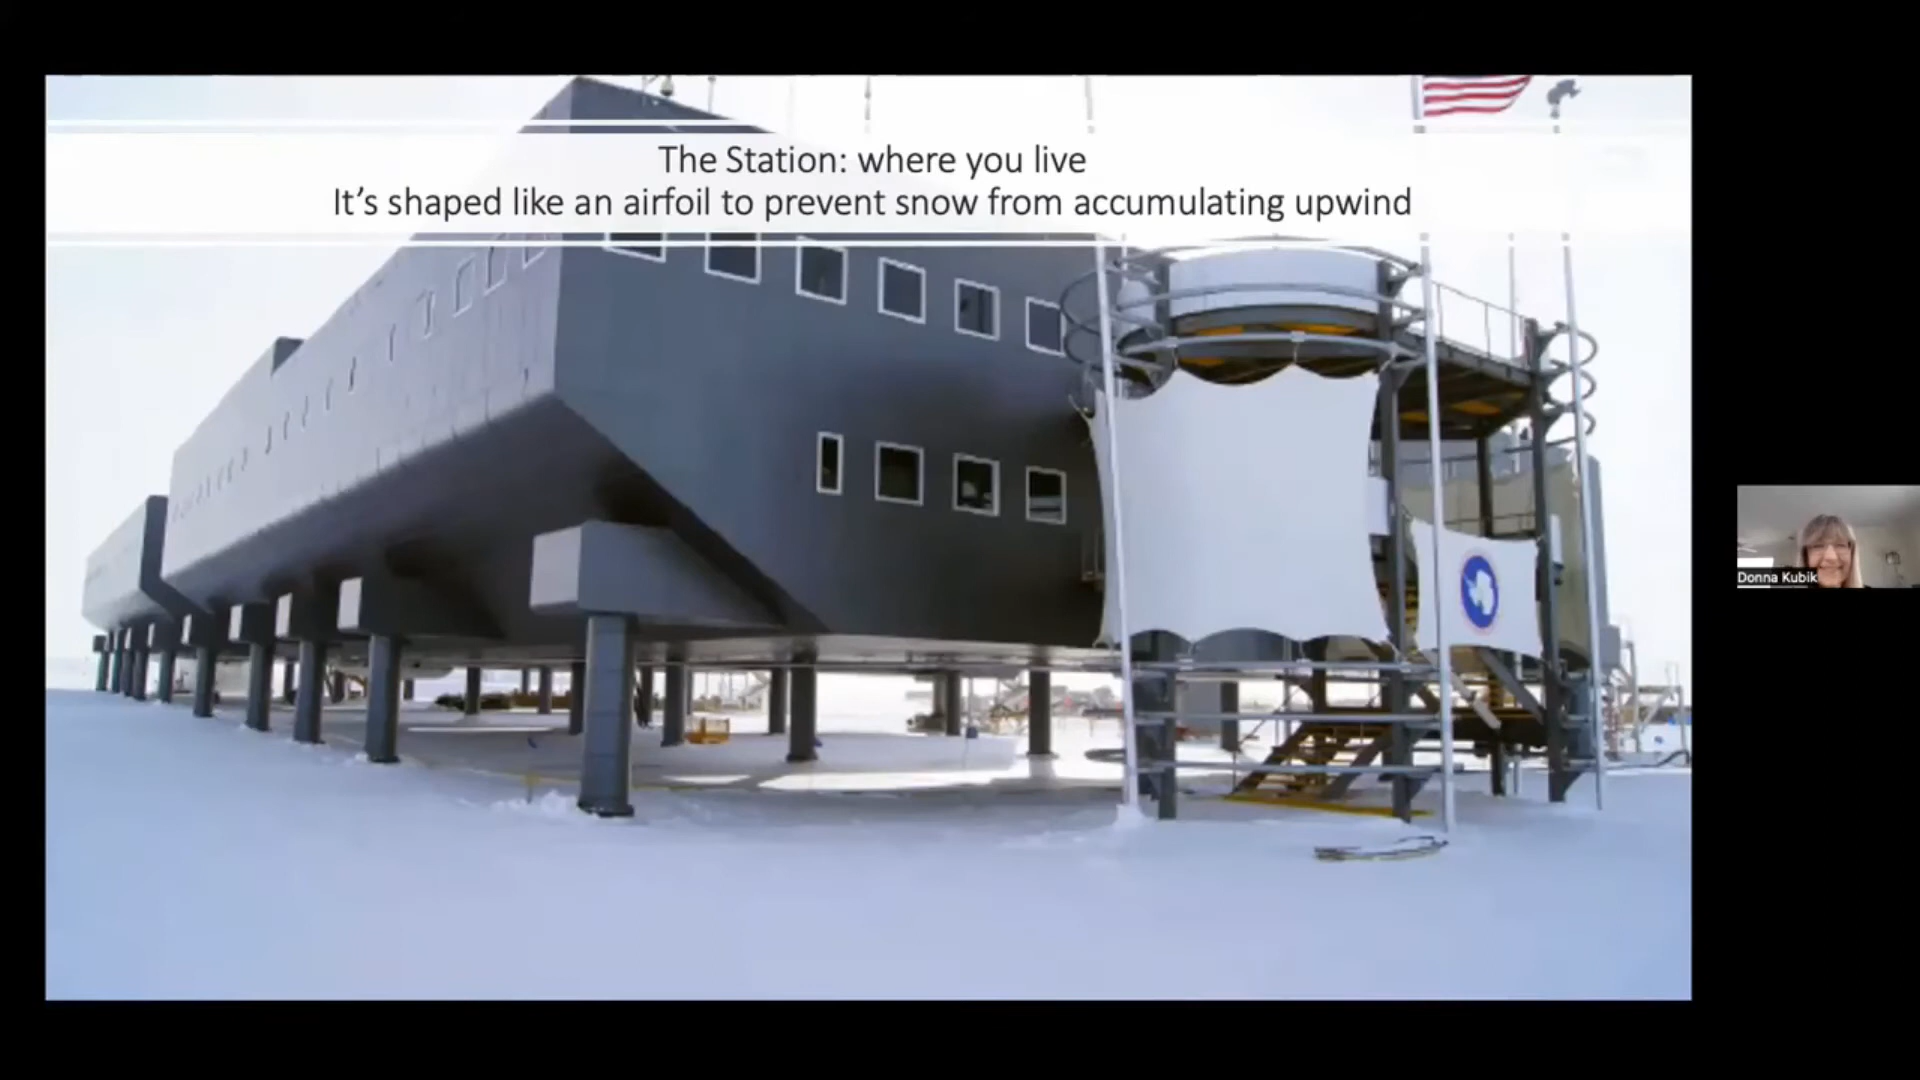 The Station: where you live
It's shaped like an airfoil to prevent snow from accumulating upwind
Donna Kubik